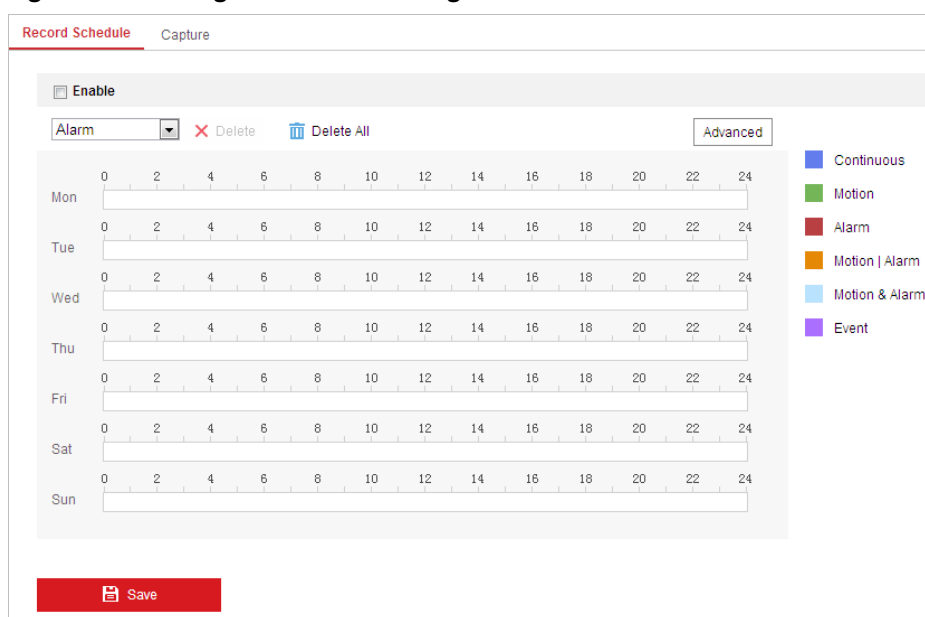 Record Schedule Capture
Enable
Alarm Delete Delete All Advanced
Continuous
Motion
Alarm
Motion | Alarm
Motion & Alarm
Event
0 2 4 6 8 10 12 14 16 18 20 22 24
Mon
0 2 4 6 8 10 12 14 16 18 20 22 24
Tue
0 2 4 6 8 10 12 14 16 18 20 22 24
Wed
0 2 4 6 8 10 12 14 16 18 20 22 24
Thu
0 2 4 6 8 10 12 14 16 18 20 22 24
Fri
0 2 4 6 8 10 12 14 16 18 20 22 24
Sat
0 2 4 6 8 10 12 14 16 18 20 22 24
Sun
Save